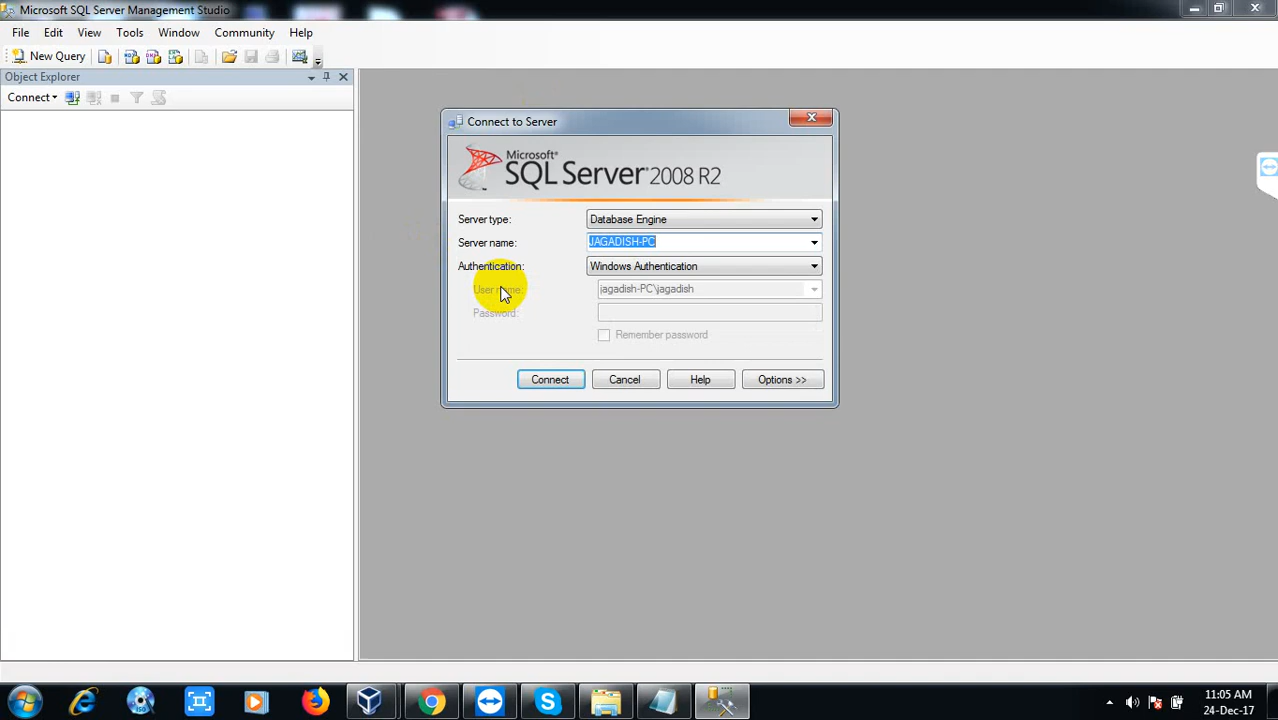 Microsoft SQL Server Management Studio
File Edit View Tools Window Community Help
New Query
Object Explorer
Connect
Connect to Server
Microsoft®
SQL Server® 2008 R2
Server type: Database Engine
Server name: JAGADISH-PC
Authentication: Windows Authentication
User name: jagadish-PC\jagadish
Password:
Remember password
Connect Cancel Help Options >>
11:05 AM
24-Dec-17